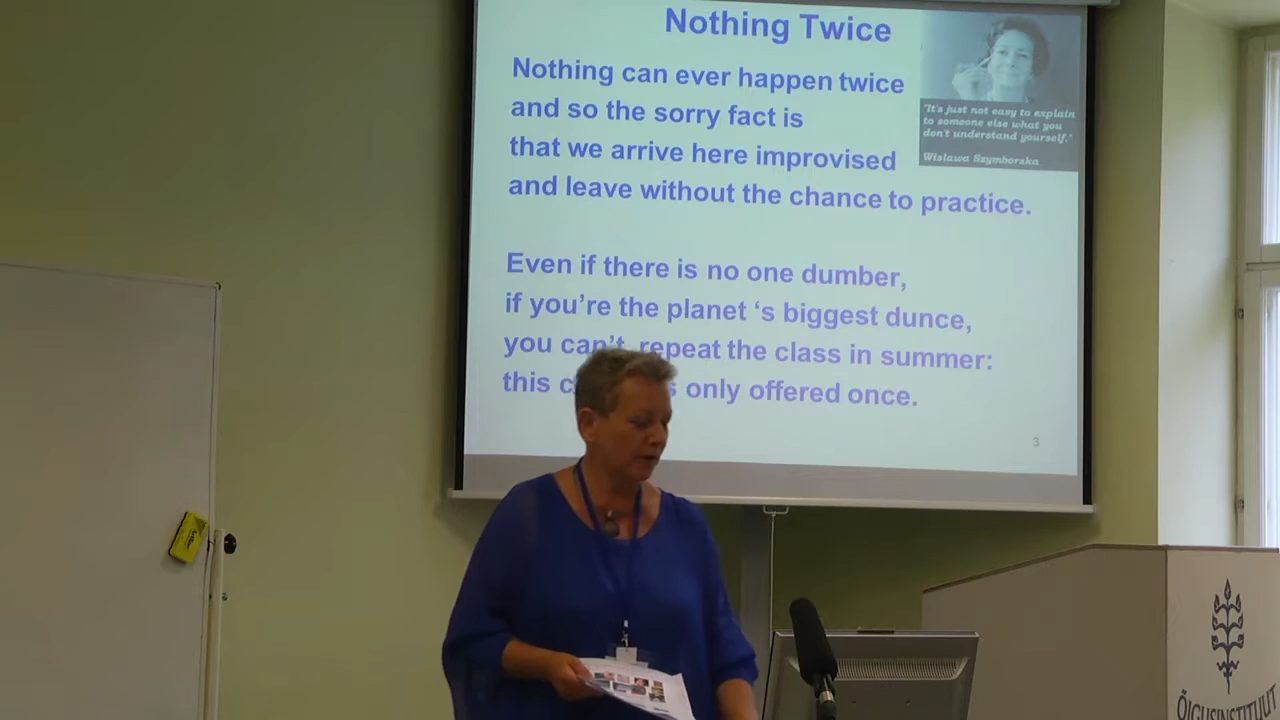 Nothing Twice
Nothing can ever happen twice
and so the sorry fact is
that we arrive here improvised
and leave without the chance to practice.
"It's just not easy to explain
to someone else what you
don't understand yourself."
Wislawa Szymborska
Even if there is no one dumber,
if you're the planet 's biggest dunce,
you can't repeat the class in summer:
this only offered once.
3
ÕIGUSINSTITUUT